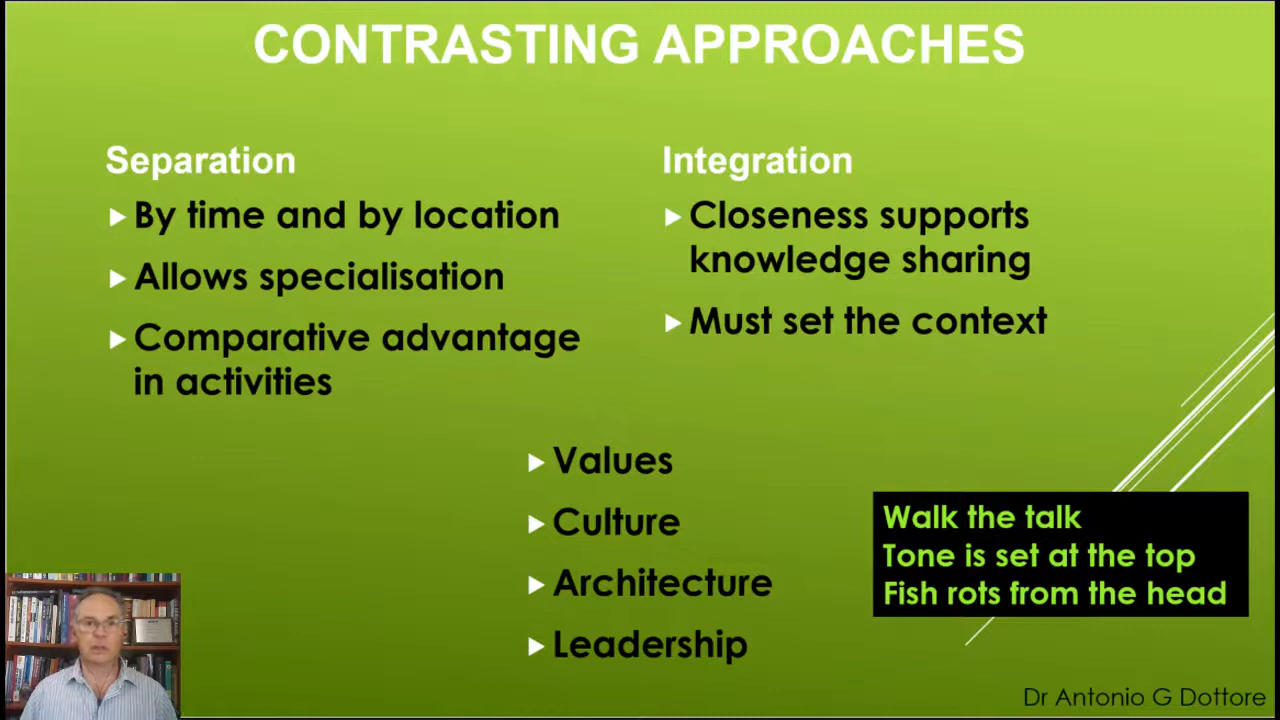 CONTRASTING APPROACHES
Separation
By time and by location
Allows specialisation
Comparative advantage
in activities
Integration
Closeness supports
knowledge sharing
Must set the context
Values
Culture
Architecture
Leadership
Walk the talk
Tone is set at the top
Fish rots from the head
Dr Antonio G Dottore